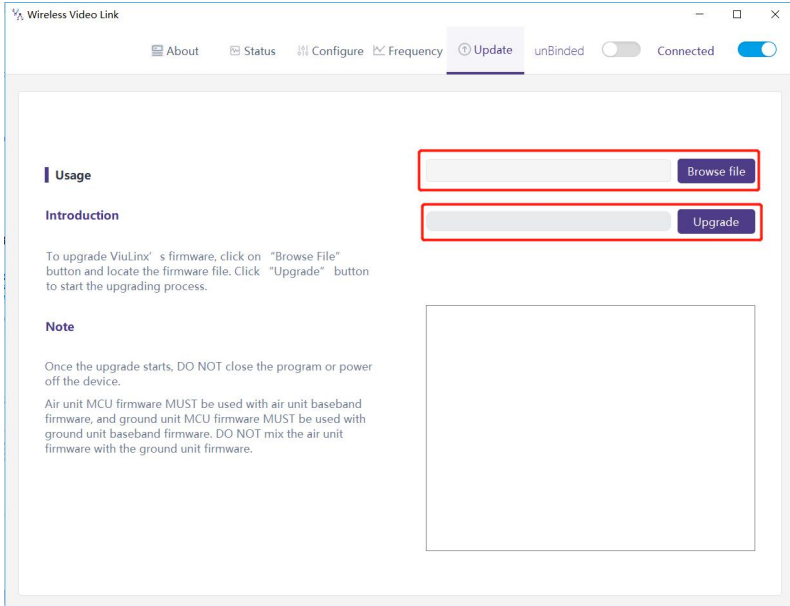 Wireless Video Link
About Status Configure Frequency Update unBinded Connected
Usage
Browse file
Introduction
Upgrade
To upgrade ViuLinx’s firmware, click on “Browse File”
button and locate the firmware file. Click “Upgrade” button
to start the upgrading process.
Note
Once the upgrade starts, DO NOT close the program or power
off the device.
Air unit MCU firmware MUST be used with air unit baseband
firmware, and ground unit MCU firmware MUST be used with
ground unit baseband firmware. DO NOT mix the air unit
firmware with the ground unit firmware.